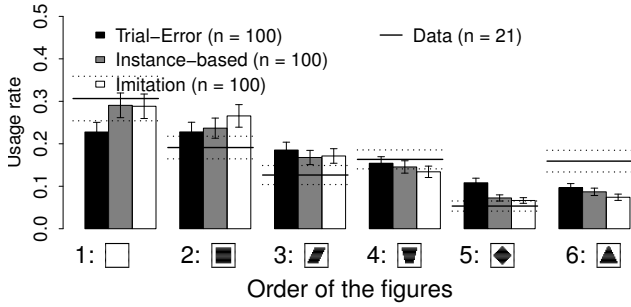 0.5
0.4
0.3
0.2
0.1
0.0
Usage rate
Trial−Error (n = 100)
Instance−based (n = 100)
Imitation (n = 100)
Data (n = 21)
1: 2: 3: 4: 5: 6:
Order of the figures